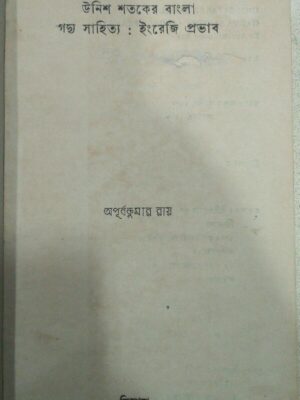 উনিশ শতকের বাংলা
গদ্য সাহিত্য : ইংরেজি প্রভাব
অপূর্বকুমার রায়